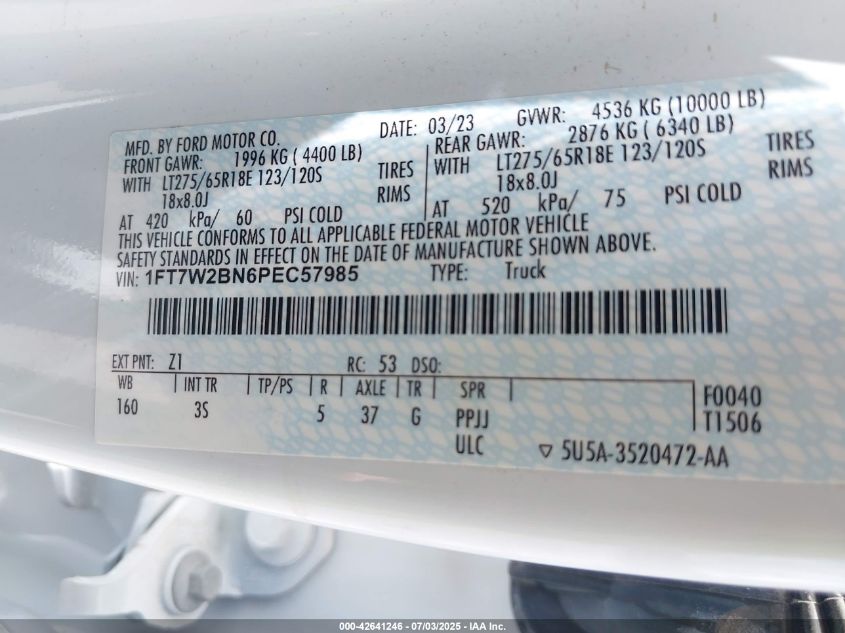 MFD. BY FORD MOTOR CO. DATE: 03/23 GVWR: 4536 KG (10000 LB)
FRONT GAWR: 1996 KG ( 4400 LB) REAR GAWR: 2876 KG ( 6340 LB)
WITH LT275/65R18E 123/120S TIRES WITH LT275/65R18E 123/120S TIRES
18x8.0J RIMS 18x8.0J RIMS
AT 420 kPa/ 60 PSI COLD AT 520 kPa/ 75 PSI COLD
THIS VEHICLE CONFORMS TO ALL APPLICABLE FEDERAL MOTOR VEHICLE
SAFETY STANDARDS IN EFFECT ON THE DATE OF MANUFACTURE SHOWN ABOVE.
VIN: 1FT7W2BN6PEC57985 TYPE: Truck
EXT PNT: Z1 RC: 53 DSO:
WB INT TR TP/PS R AXLE TR SPR F0040
160 3S 5 37 G PPJJ T1506
ULC 5U5A-3520472-AA
000-42641246 - 07/03/2025 - IAA Inc.